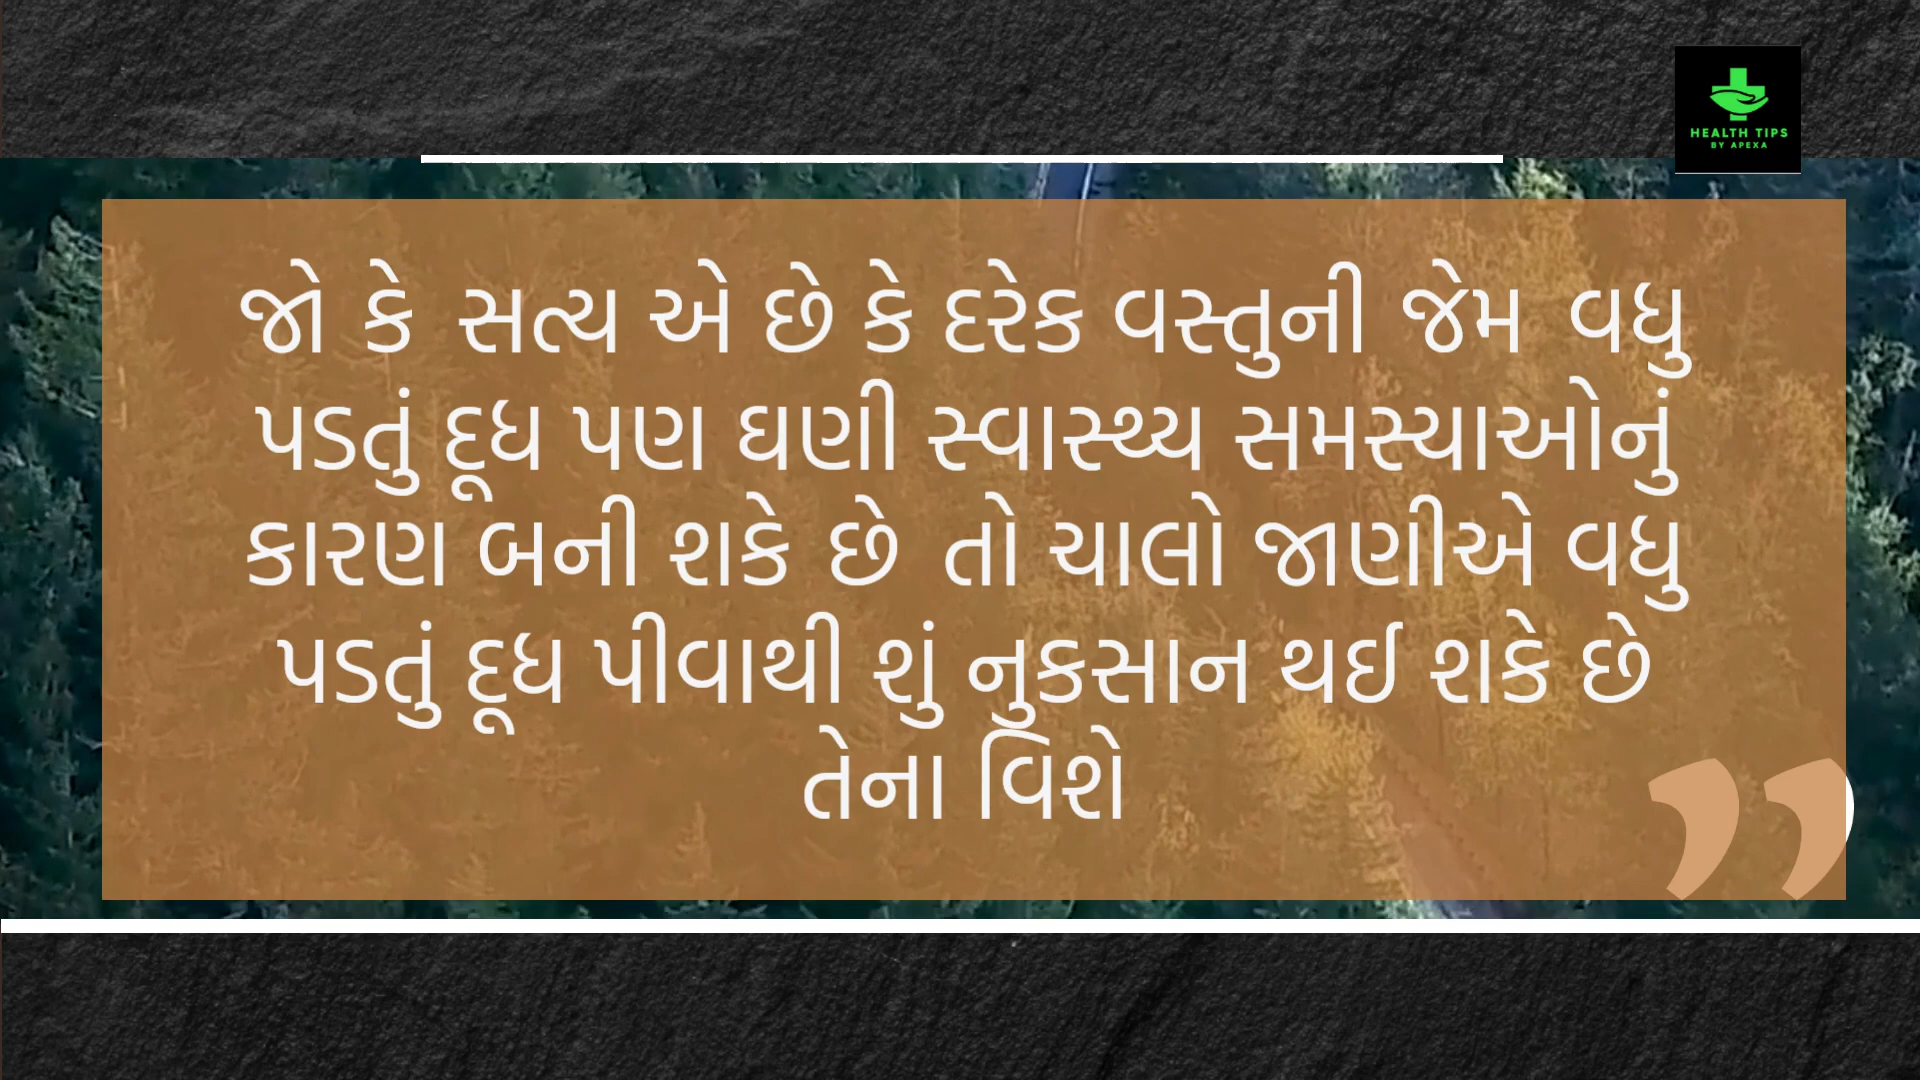 HEALTH TIPS
BY APEXA
જો કે સત્ય એ છે કે દરેક વસ્તુની જેમ વધુ
પડતું દૂધ પણ ઘણી સ્વાસ્થ્ય સમસ્યાઓનું
કારણ બની શકે છે તો ચાલો જાણીએ વધુ
પડતું દૂધ પીવાથી શું નુકસાન થઈ શકે છે
તેના વિશે
”